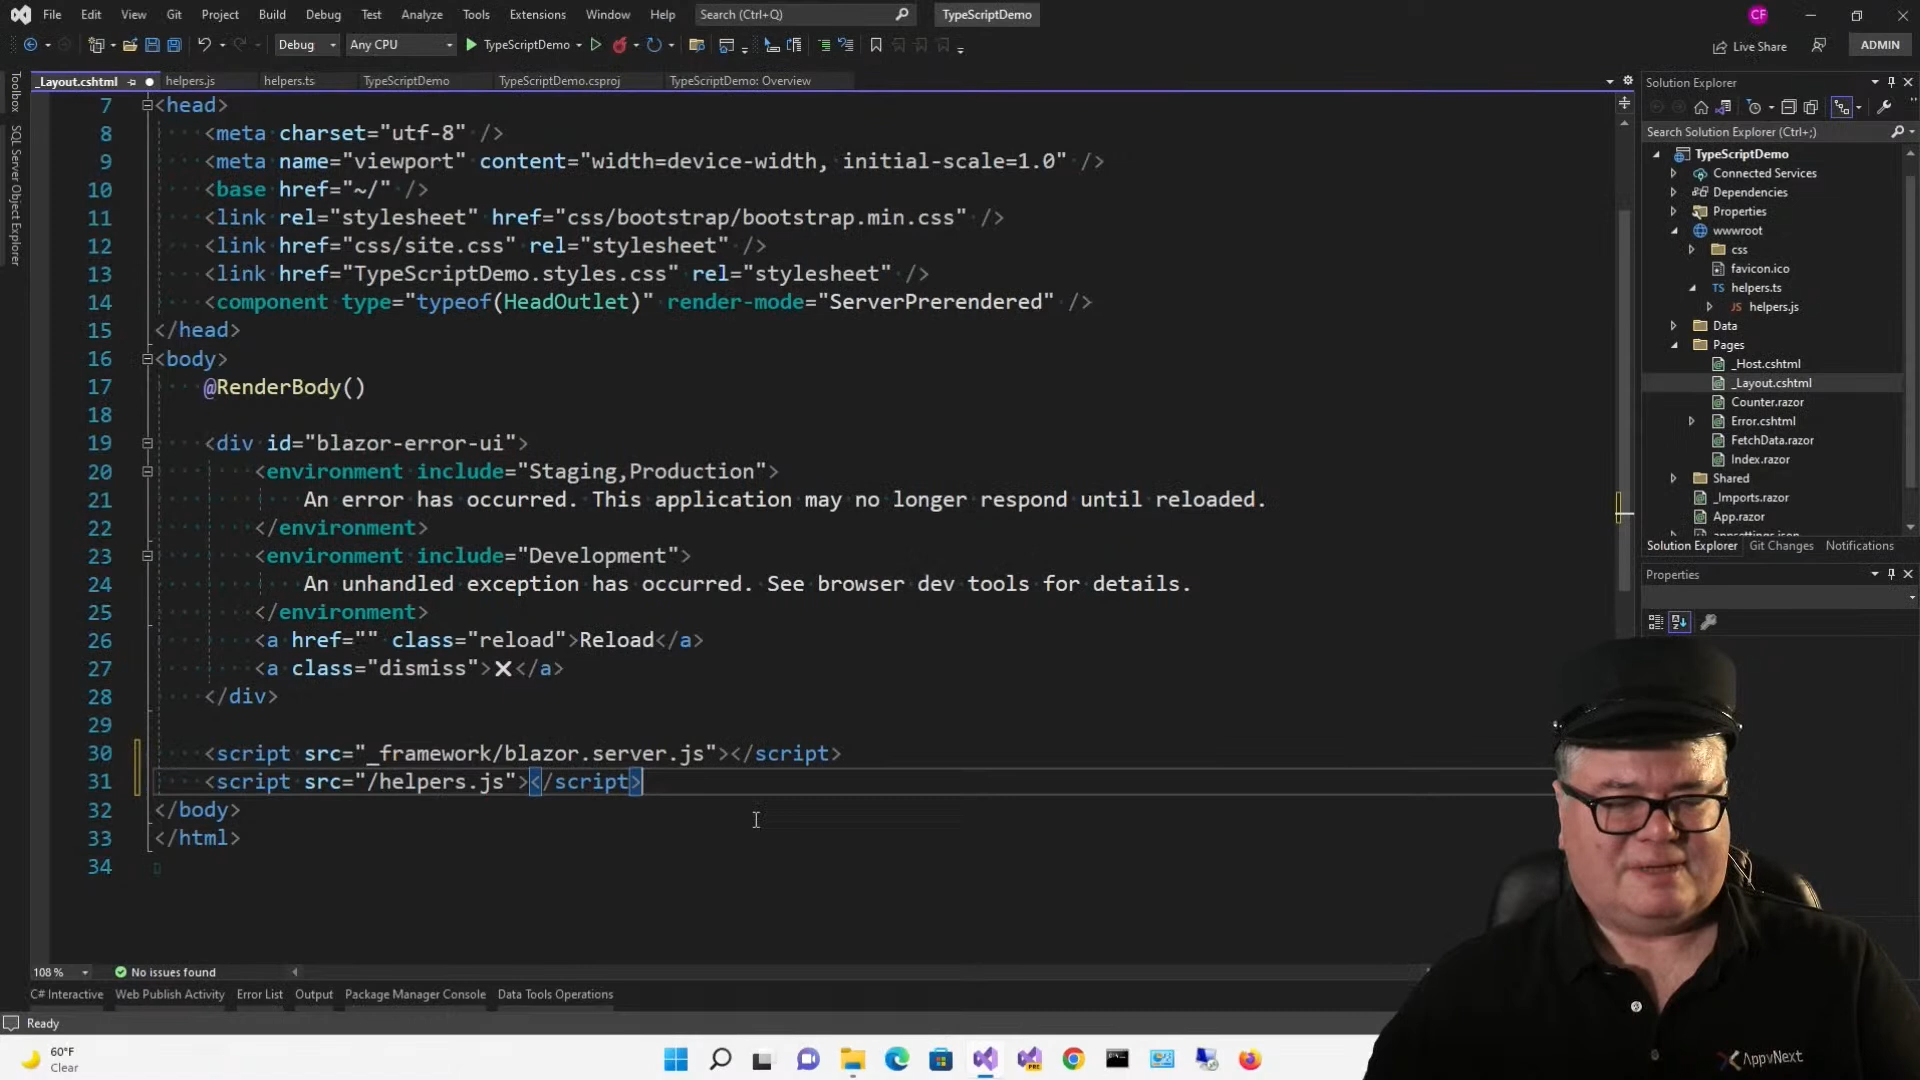 File Edit View Git Project Build Debug Test Analyze Tools Extensions Window Help Search (Ctrl+Q) TypeScriptDemo CF
Debug Any CPU TypeScriptDemo Live Share ADMIN
_Layout.cshtml helpers.js helpers.ts TypeScriptDemo TypeScriptDemo.csproj TypeScriptDemo: Overview
Toolbox
SQL Server Object Explorer
7 <head>
8 <meta charset="utf-8" />
9 <meta name="viewport" content="width=device-width, initial-scale=1.0" />
10 <base href="~/" />
11 <link rel="stylesheet" href="css/bootstrap/bootstrap.min.css" />
12 <link href="css/site.css" rel="stylesheet" />
13 <link href="TypeScriptDemo.styles.css" rel="stylesheet" />
14 <component type="typeof(HeadOutlet)" render-mode="ServerPrerendered" />
15 </head>
16 <body>
17 @RenderBody()
18
19 <div id="blazor-error-ui">
20 <environment include="Staging,Production">
21 An error has occurred. This application may no longer respond until reloaded.
22 </environment>
23 <environment include="Development">
24 An unhandled exception has occurred. See browser dev tools for details.
25 </environment>
26 <a href="" class="reload">Reload</a>
27 <a class="dismiss">🗙</a>
28 </div>
29
30 <script src="_framework/blazor.server.js"></script>
31 <script src="/helpers.js"></script>
32 </body>
33 </html>
34
108 % No issues found
C# Interactive Web Publish Activity Error List Output Package Manager Console Data Tools Operations
Ready
Solution Explorer
Search Solution Explorer (Ctrl+;)
TypeScriptDemo
Connected Services
Dependencies
Properties
wwwroot
css
favicon.ico
TS helpers.ts
JS helpers.js
Data
Pages
_Host.cshtml
_Layout.cshtml
Counter.razor
Error.cshtml
FetchData.razor
Index.razor
Shared
_Imports.razor
App.razor
appsettings.json
Solution Explorer Git Changes Notifications
Properties
60°F
Clear
PRE
AppvNext